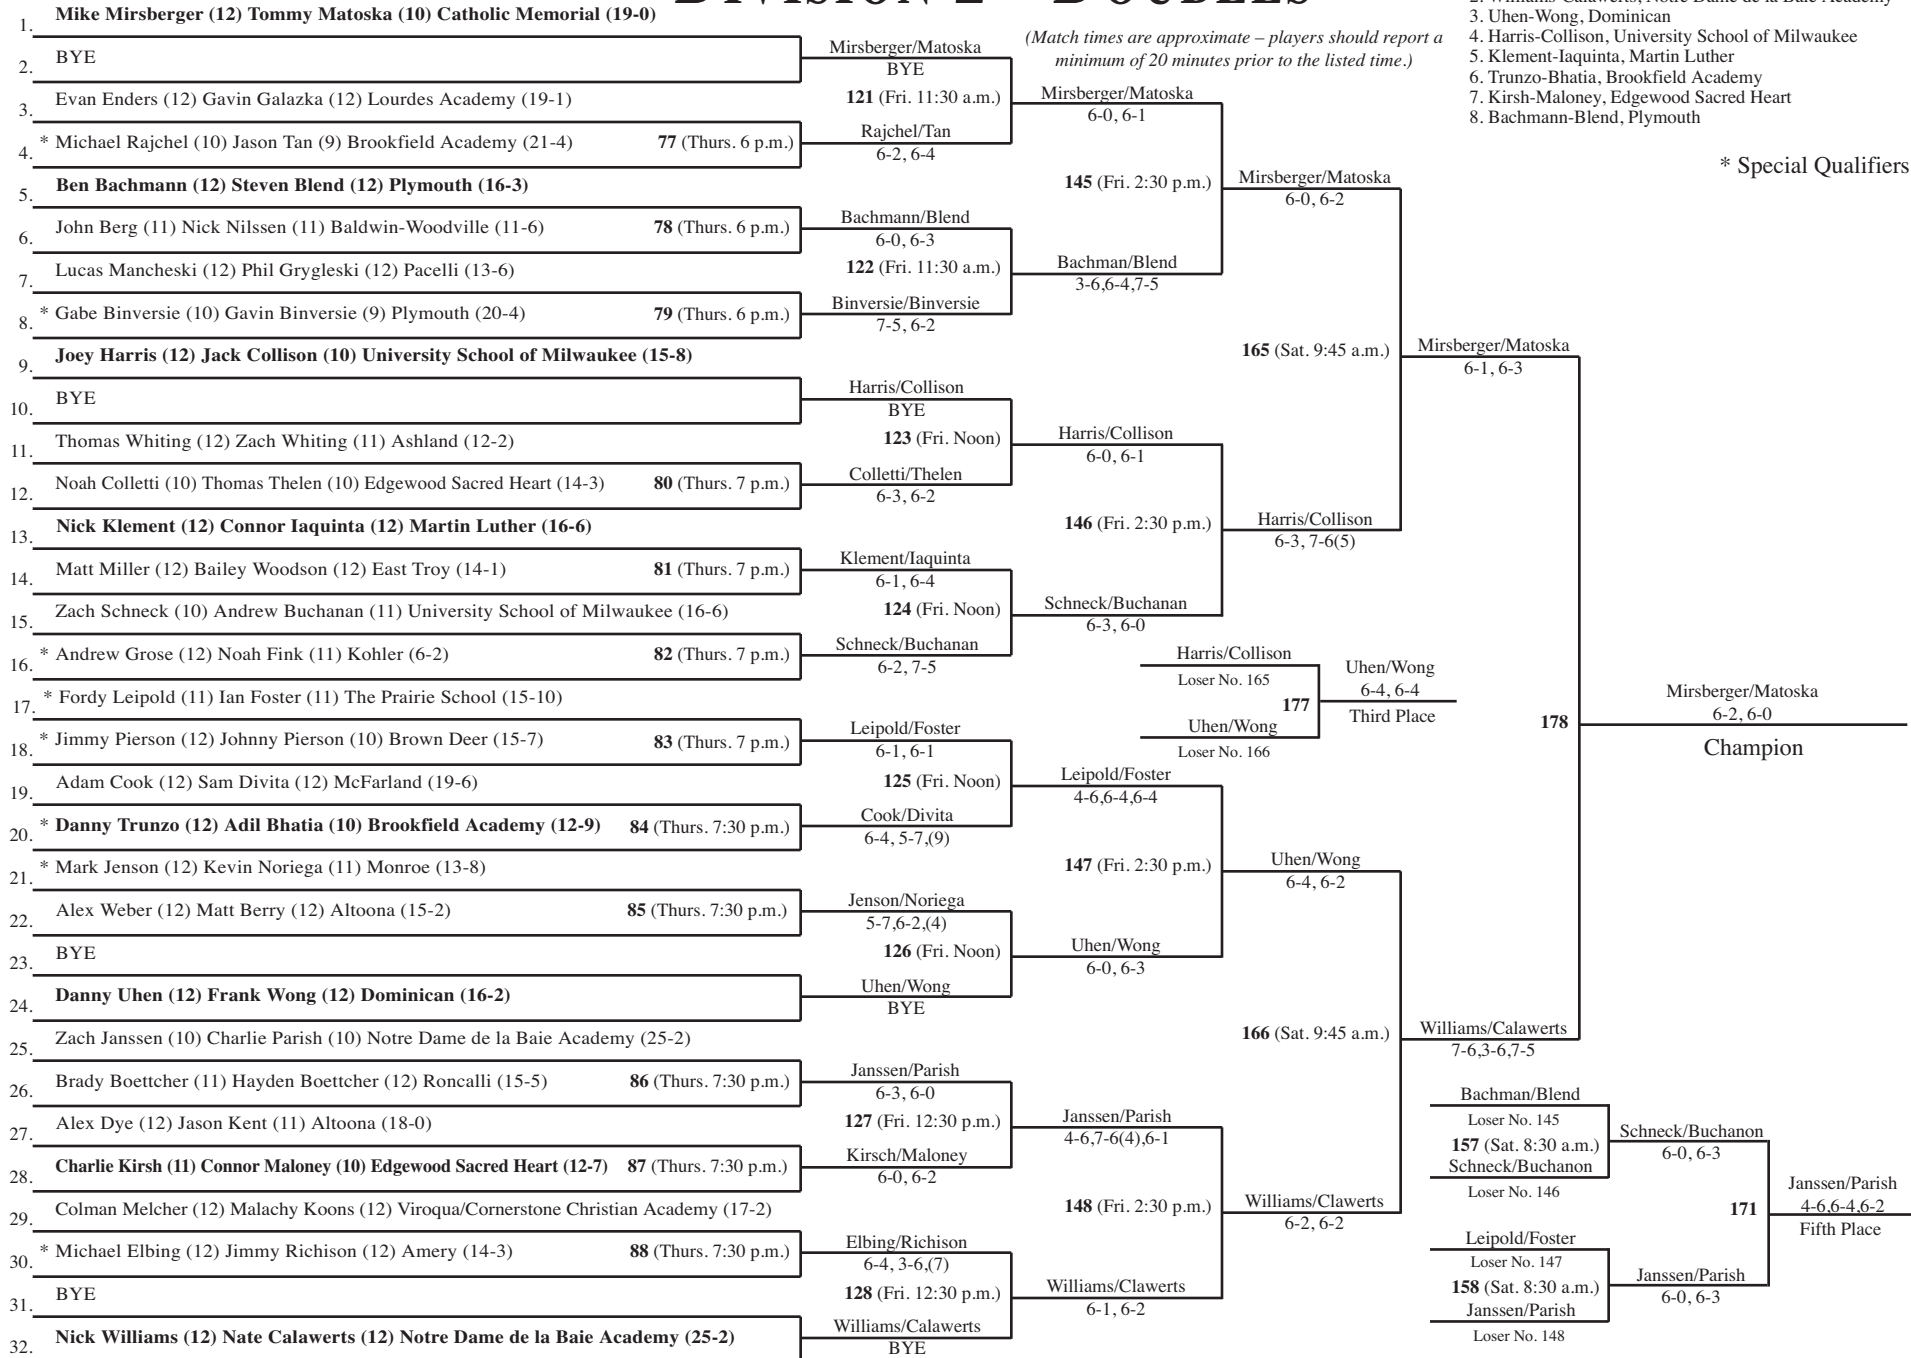 DIVISION 2 – DOUBLES
(Match times are approximate – players should report a
minimum of 20 minutes prior to the listed time.)
2. Williams-Calawerts, Notre Dame de la Baie Academy
3. Uhen-Wong, Dominican
4. Harris-Collison, University School of Milwaukee
5. Klement-Iaquinta, Martin Luther
6. Trunzo-Bhatia, Brookfield Academy
7. Kirsh-Maloney, Edgewood Sacred Heart
8. Bachmann-Blend, Plymouth
* Special Qualifiers
1. Mike Mirsberger (12) Tommy Matoska (10) Catholic Memorial (19-0)
2. BYE
3. Evan Enders (12) Gavin Galazka (12) Lourdes Academy (19-1)
4. * Michael Rajchel (10) Jason Tan (9) Brookfield Academy (21-4) 77 (Thurs. 6 p.m.)
5. Ben Bachmann (12) Steven Blend (12) Plymouth (16-3)
6. John Berg (11) Nick Nilssen (11) Baldwin-Woodville (11-6) 78 (Thurs. 6 p.m.)
7. Lucas Mancheski (12) Phil Grygleski (12) Pacelli (13-6)
8. * Gabe Binversie (10) Gavin Binversie (9) Plymouth (20-4) 79 (Thurs. 6 p.m.)
9. Joey Harris (12) Jack Collison (10) University School of Milwaukee (15-8)
10. BYE
11. Thomas Whiting (12) Zach Whiting (11) Ashland (12-2)
12. Noah Colletti (10) Thomas Thelen (10) Edgewood Sacred Heart (14-3) 80 (Thurs. 7 p.m.)
13. Nick Klement (12) Connor Iaquinta (12) Martin Luther (16-6)
14. Matt Miller (12) Bailey Woodson (12) East Troy (14-1) 81 (Thurs. 7 p.m.)
15. Zach Schneck (10) Andrew Buchanan (11) University School of Milwaukee (16-6)
16. * Andrew Grose (12) Noah Fink (11) Kohler (6-2) 82 (Thurs. 7 p.m.)
17. * Fordy Leipold (11) Ian Foster (11) The Prairie School (15-10)
18. * Jimmy Pierson (12) Johnny Pierson (10) Brown Deer (15-7) 83 (Thurs. 7 p.m.)
19. Adam Cook (12) Sam Divita (12) McFarland (19-6)
20. * Danny Trunzo (12) Adil Bhatia (10) Brookfield Academy (12-9) 84 (Thurs. 7:30 p.m.)
21. * Mark Jenson (12) Kevin Noriega (11) Monroe (13-8)
22. Alex Weber (12) Matt Berry (12) Altoona (15-2) 85 (Thurs. 7:30 p.m.)
23. BYE
24. Danny Uhen (12) Frank Wong (12) Dominican (16-2)
25. Zach Janssen (10) Charlie Parish (10) Notre Dame de la Baie Academy (25-2)
26. Brady Boettcher (11) Hayden Boettcher (12) Roncalli (15-5) 86 (Thurs. 7:30 p.m.)
27. Alex Dye (12) Jason Kent (11) Altoona (18-0)
28. Charlie Kirsh (11) Connor Maloney (10) Edgewood Sacred Heart (12-7) 87 (Thurs. 7:30 p.m.)
29. Colman Melcher (12) Malachy Koons (12) Viroqua/Cornerstone Christian Academy (17-2)
30. * Michael Elbing (12) Jimmy Richison (12) Amery (14-3) 88 (Thurs. 7:30 p.m.)
31. BYE
32. Nick Williams (12) Nate Calawerts (12) Notre Dame de la Baie Academy (25-2)
Mirsberger/Matoska
BYE
121 (Fri. 11:30 a.m.)
Rajchel/Tan
6-2, 6-4
Bachmann/Blend
6-0, 6-3
122 (Fri. 11:30 a.m.)
Binversie/Binversie
7-5, 6-2
Harris/Collison
BYE
123 (Fri. Noon)
Colletti/Thelen
6-3, 6-2
Klement/Iaquinta
6-1, 6-4
124 (Fri. Noon)
Schneck/Buchanan
6-2, 7-5
Leipold/Foster
6-1, 6-1
125 (Fri. Noon)
Cook/Divita
6-4, 5-7,(9)
Jenson/Noriega
5-7,6-2,(4)
126 (Fri. Noon)
Uhen/Wong
BYE
Janssen/Parish
6-3, 6-0
127 (Fri. 12:30 p.m.)
Kirsch/Maloney
6-0, 6-2
Elbing/Richison
6-4, 3-6,(7)
128 (Fri. 12:30 p.m.)
Williams/Calawerts
BYE
Mirsberger/Matoska
6-0, 6-1
145 (Fri. 2:30 p.m.)
Bachman/Blend
3-6,6-4,7-5
Harris/Collison
6-0, 6-1
146 (Fri. 2:30 p.m.)
Schneck/Buchanan
6-3, 6-0
Leipold/Foster
4-6,6-4,6-4
147 (Fri. 2:30 p.m.)
Uhen/Wong
6-0, 6-3
Janssen/Parish
4-6,7-6(4),6-1
148 (Fri. 2:30 p.m.)
Williams/Clawerts
6-1, 6-2
Mirsberger/Matoska
6-0, 6-2
165 (Sat. 9:45 a.m.)
Harris/Collison
6-3, 7-6(5)
Uhen/Wong
6-4, 6-2
166 (Sat. 9:45 a.m.)
Williams/Clawerts
6-2, 6-2
Mirsberger/Matoska
6-1, 6-3
178
Williams/Calawerts
7-6,3-6,7-5
Mirsberger/Matoska
6-2, 6-0
Champion
Harris/Collison
Loser No. 165
177
Uhen/Wong
Loser No. 166
Uhen/Wong
6-4, 6-4
Third Place
Bachman/Blend
Loser No. 145
157 (Sat. 8:30 a.m.)
Schneck/Buchanon
Loser No. 146
Schneck/Buchanon
6-0, 6-3
171
Leipold/Foster
Loser No. 147
158 (Sat. 8:30 a.m.)
Janssen/Parish
Loser No. 148
Janssen/Parish
6-0, 6-3
Janssen/Parish
4-6,6-4,6-2
Fifth Place